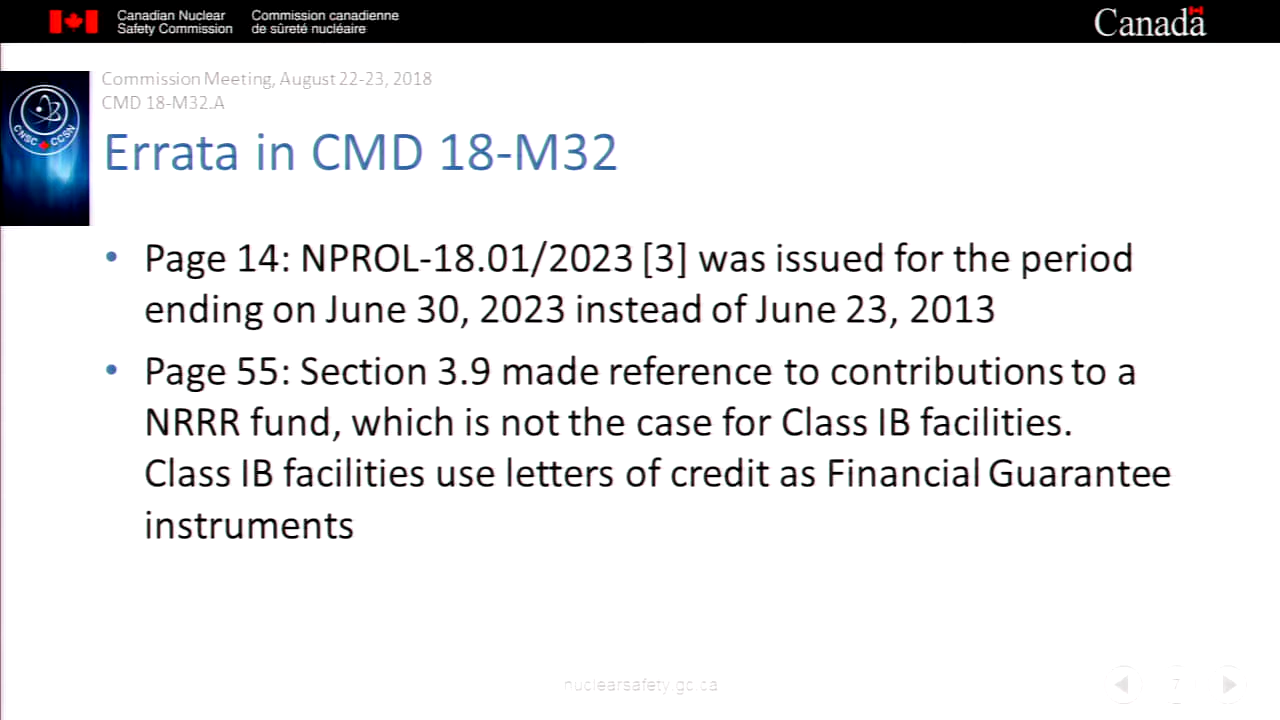 Canadian Nuclear Safety Commission
Commission canadienne de sûreté nucléaire
Canada
Commission Meeting, August 22-23, 2018
CMD 18-M32.A
CNSC CCSN
Errata in CMD 18-M32
• Page 14: NPROL-18.01/2023 [3] was issued for the period
ending on June 30, 2023 instead of June 23, 2013
• Page 55: Section 3.9 made reference to contributions to a
NRRR fund, which is not the case for Class IB facilities.
Class IB facilities use letters of credit as Financial Guarantee
instruments
nuclearsafety.gc.ca
7